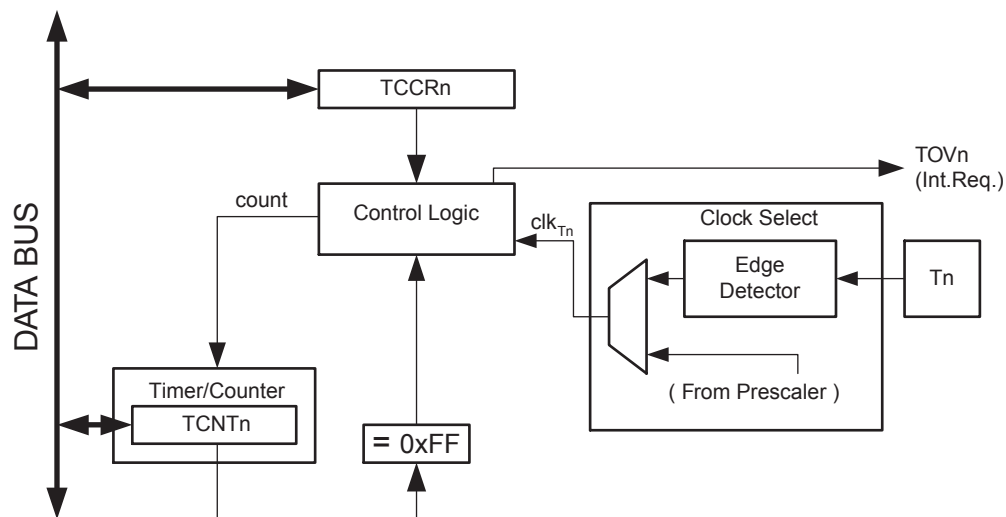 DATA BUS
TCCRn
TOVn
(Int.Req.)
count
Control Logic
clkTn
Clock Select
Edge
Detector
Tn
( From Prescaler )
Timer/Counter
TCNTn
= 0xFF